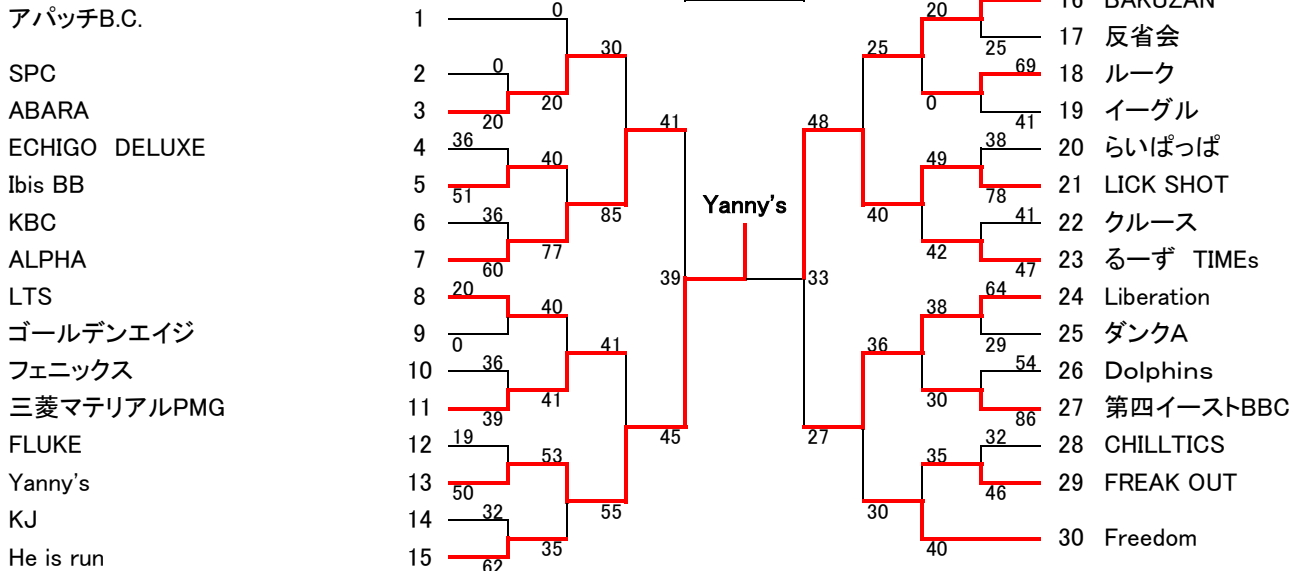 アパッチB.C. 1 0
30
SPC 2 0
ABARA 3 20 20
41
ECHIGO DELUXE 4 36
40
Ibis BB 5 51
85
KBC 6 36
ALPHA 7 60 77
LTS 8 20
40
ゴールデンエイジ 9 0
41
フェニックス 10 36
三菱マテリアルPMG 11 39 41
45
FLUKE 12 19
53
Yanny's 13 50
55
KJ 14 32
He is run 15 62 35
Yanny's
39 33
20 16 BAKUZAN
25 25 17 反省会
69 18 ルーク
0 41 19 イーグル
48
38 20 らいぱっぱ
49 78 21 LICK SHOT
40
41 22 クルース
42 47 23 るーず TIMEs
64 24 Liberation
38 29 25 ダンクA
36
54 26 Dolphins
30 86 27 第四イーストBBC
27
32 28 CHILLTICS
35 46 29 FREAK OUT
30
40 30 Freedom